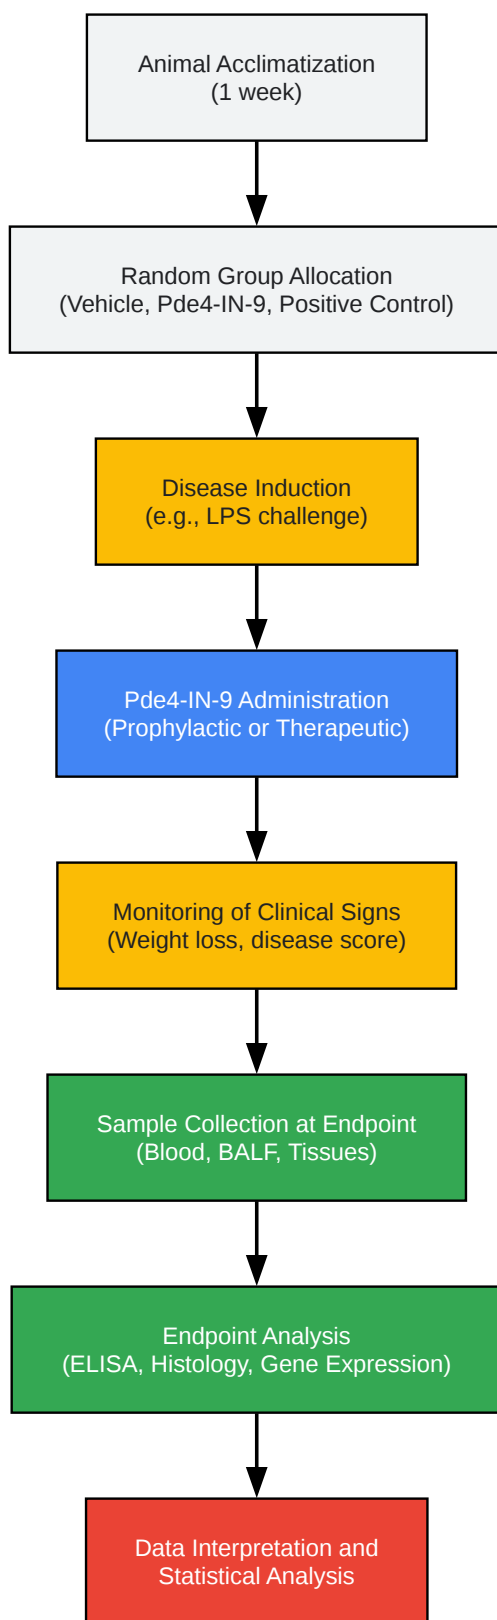 Animal Acclimatization
(1 week)
Random Group Allocation
(Vehicle, Pde4-IN-9, Positive Control)
Disease Induction
(e.g., LPS challenge)
Pde4-IN-9 Administration
(Prophylactic or Therapeutic)
Monitoring of Clinical Signs
(Weight loss, disease score)
Sample Collection at Endpoint
(Blood, BALF, Tissues)
Endpoint Analysis
(ELISA, Histology, Gene Expression)
Data Interpretation and
Statistical Analysis